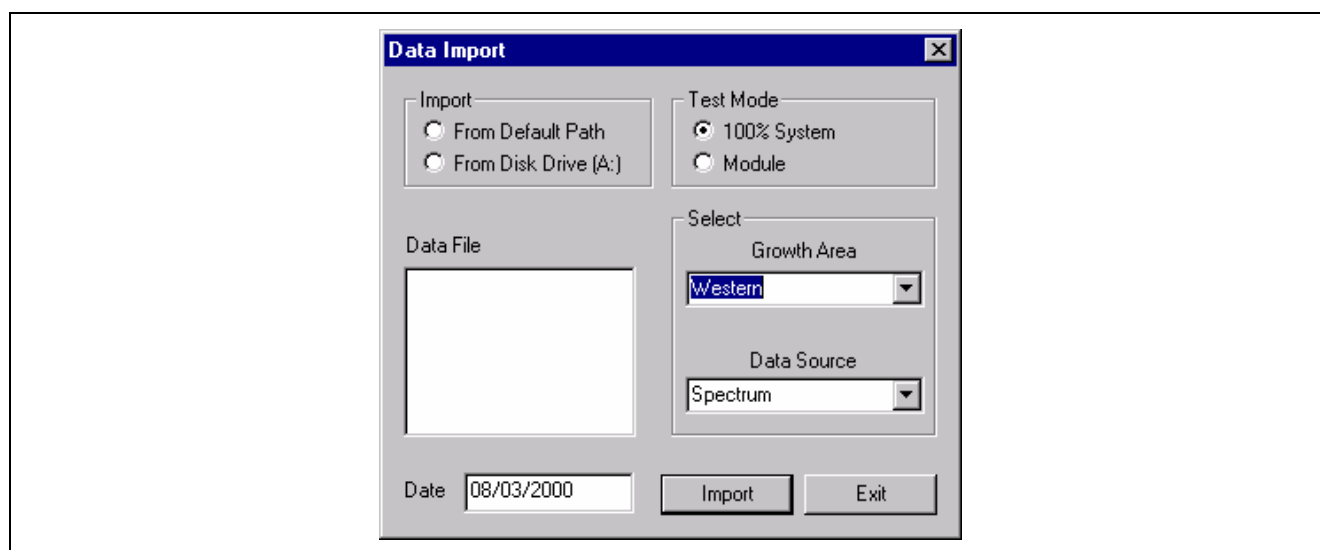 Data Import
Import
From Default Path
From Disk Drive (A:)
Test Mode
100% System
Module
Data File
Select
Growth Area
Western
Data Source
Spectrum
Date 08/03/2000
Import
Exit